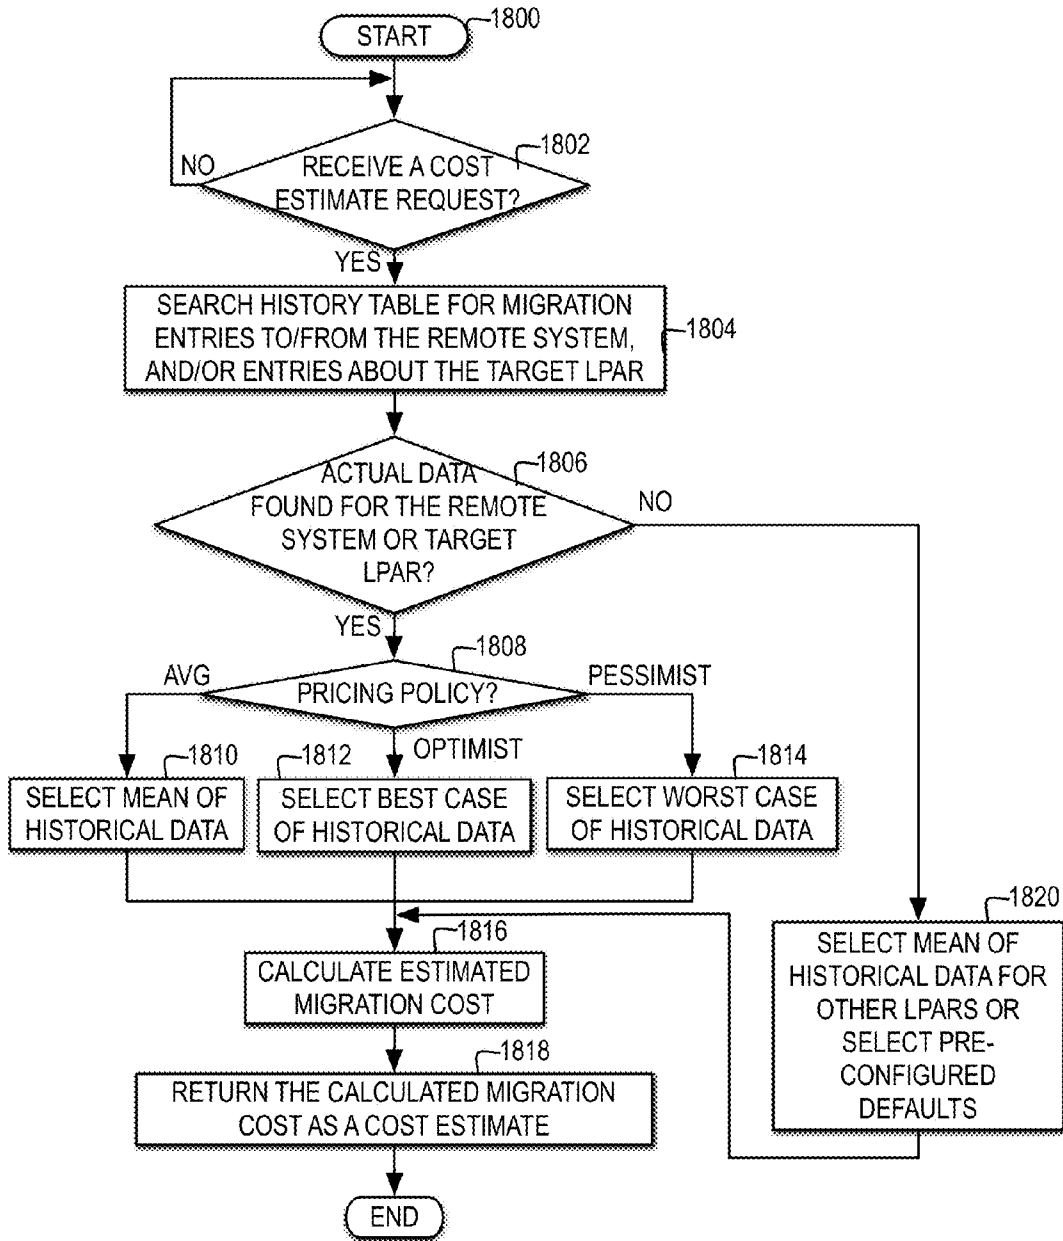 START
1800
NO
RECEIVE A COST
ESTIMATE REQUEST?
1802
YES
SEARCH HISTORY TABLE FOR MIGRATION
ENTRIES TO/FROM THE REMOTE SYSTEM,
AND/OR ENTRIES ABOUT THE TARGET LPAR
1804
ACTUAL DATA
FOUND FOR THE REMOTE
SYSTEM OR TARGET
LPAR?
1806
NO
YES
1808
AVG
PRICING POLICY?
PESSIMIST
OPTIMIST
1810
SELECT MEAN OF
HISTORICAL DATA
1812
SELECT BEST CASE
OF HISTORICAL DATA
1814
SELECT WORST CASE
OF HISTORICAL DATA
1820
SELECT MEAN OF
HISTORICAL DATA FOR
OTHER LPARS OR
SELECT PRE-
CONFIGURED
DEFAULTS
1816
CALCULATE ESTIMATED
MIGRATION COST
1818
RETURN THE CALCULATED MIGRATION
COST AS A COST ESTIMATE
END